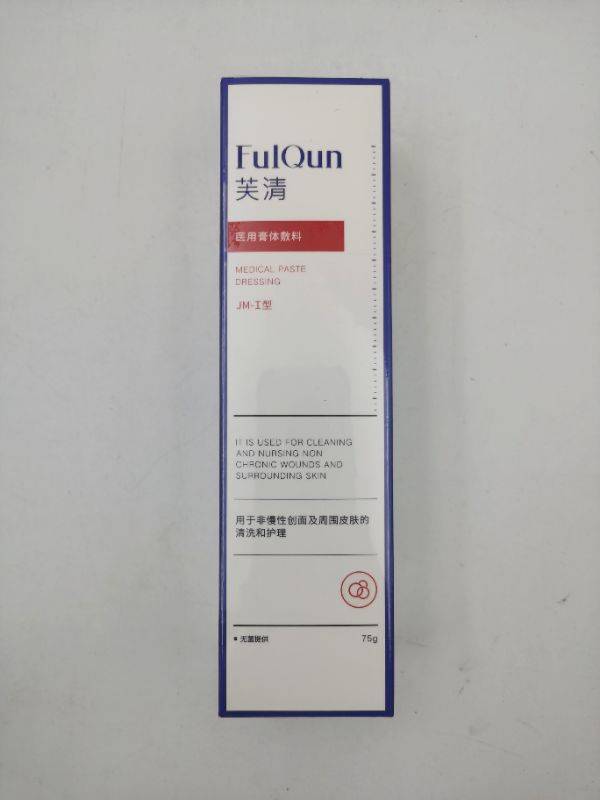 FulQun
芙清
医用膏体敷料
MEDICAL PASTE
DRESSING
JM-I型
IT IS USED FOR CLEANING
AND NURSING NON
CHRONIC WOUNDS AND
SURROUNDING SKIN
用于非慢性创面及周围皮肤的
清洗和护理
▪ 无菌提供
75g